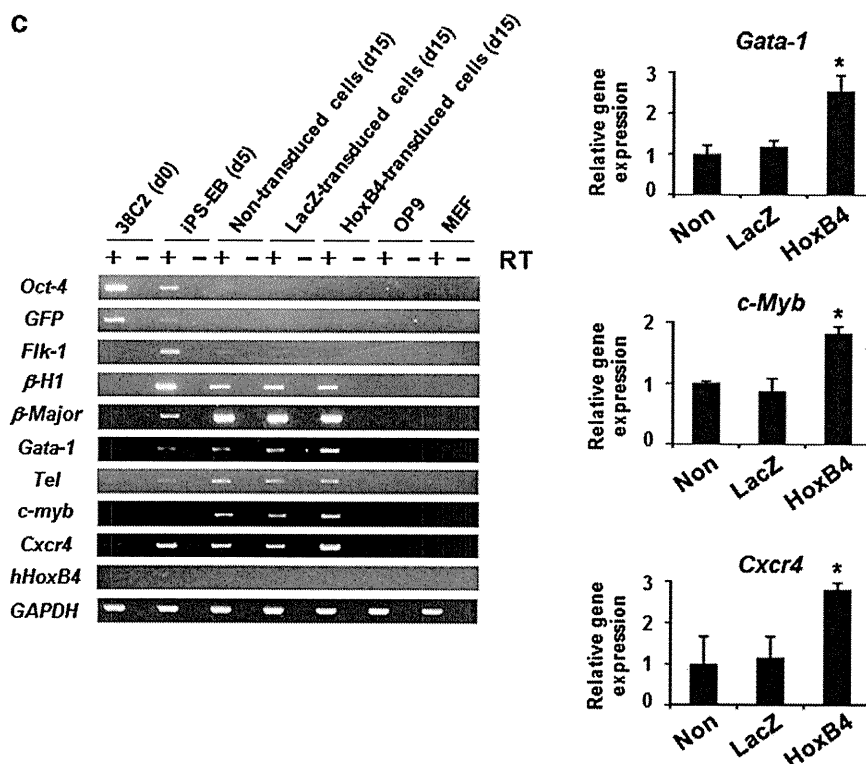 c
38C2 (d0)
iPS-EB (d5)
Non-transduced cells (d15)
LacZ-transduced cells (d15)
HoxB4-transduced cells (d15)
OP9
MEF
+ − + − + − + − + − + − + − RT
Oct-4
GFP
Flk-1
β-H1
β-Major
Gata-1
Tel
c-myb
Cxcr4
hHoxB4
GAPDH
Gata-1
Relative gene
expression
3
2
1
0
*
Non
LacZ
HoxB4
c-Myb
Relative gene
expression
2
1
0
*
Non
LacZ
HoxB4
Cxcr4
Relative gene
expression
3
2
1
0
*
Non
LacZ
HoxB4